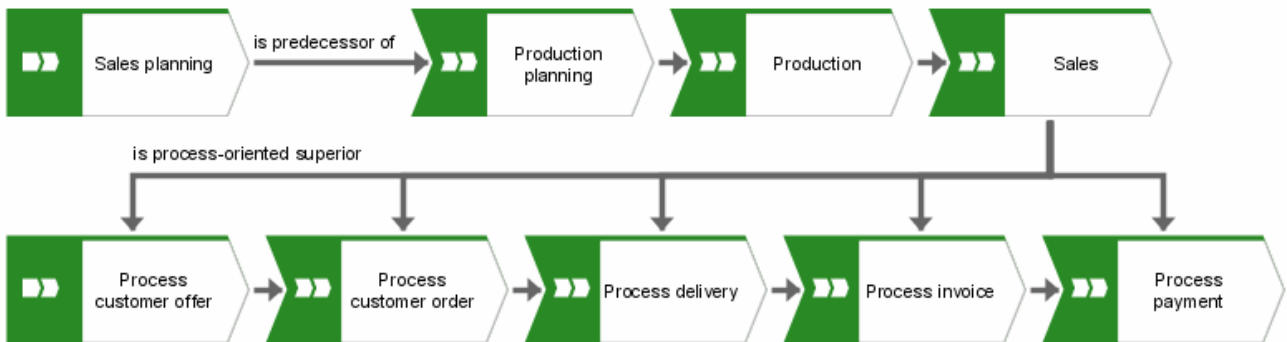 Sales planning
is predecessor of
Production
planning
Production
Sales
is process-oriented superior
Process
customer offer
Process
customer order
Process delivery
Process invoice
Process
payment